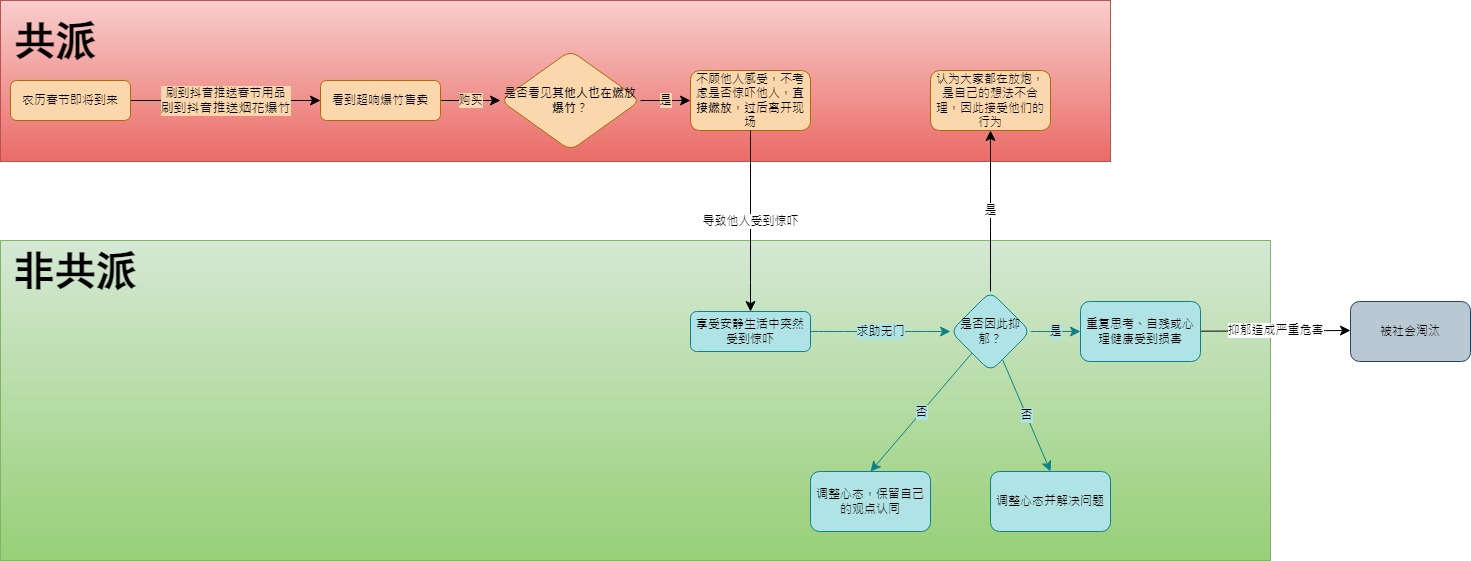 共派
农历春节即将到来
刷到抖音推送春节用品
刷到抖音推送烟花爆竹
看到超响爆竹售卖
购买
是否看见其他人也在燃放
爆竹？
是
不顾他人感受，不考
虑是否惊吓他人，直
接燃放，过后离开现
场
认为大家都在放炮，
是自己的想法不合
理，因此接受他们的
行为
导致他人受到惊吓
是
非共派
享受安静生活中突然
受到惊吓
求助无门
是否因此抑
郁？
是
重复思考、自残或心
理健康受到损害
抑郁造成严重危害
被社会淘汰
否
否
调整心态，保留自己
的观点认同
调整心态并解决问题